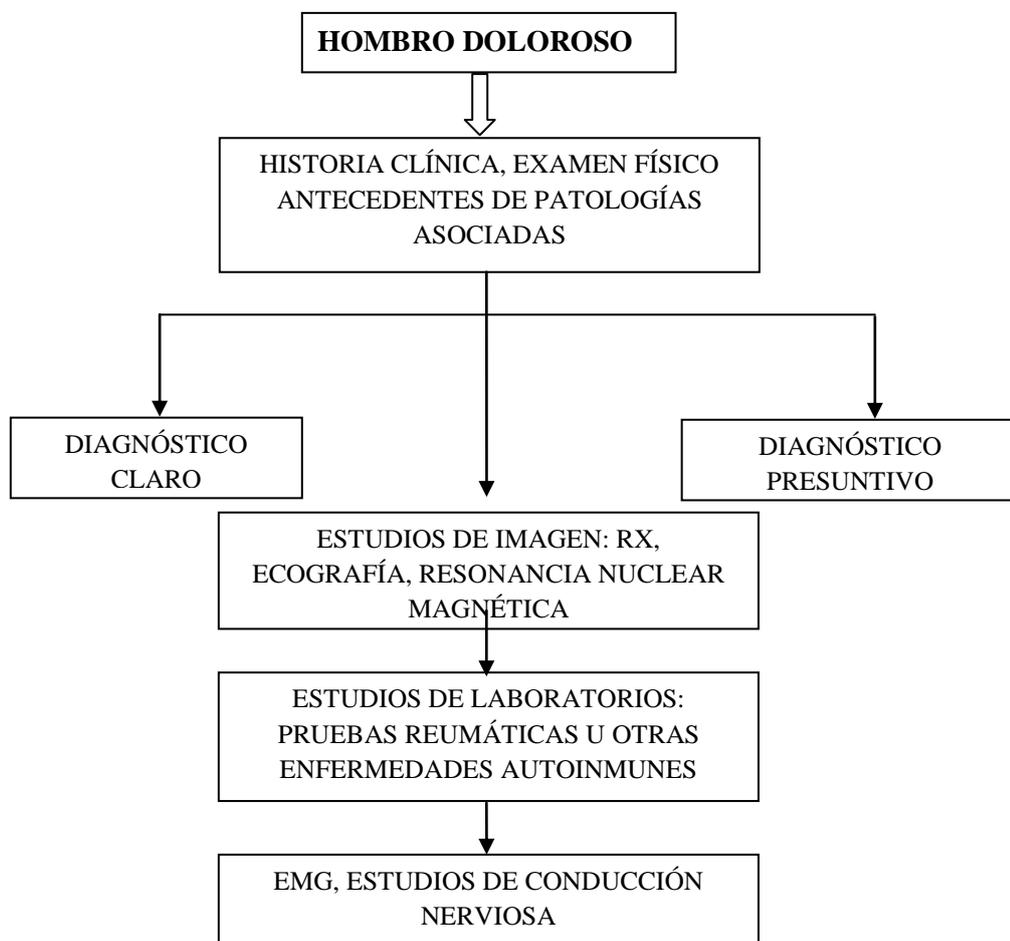 HOMBRO DOLOROSO
HISTORIA CLÍNICA, EXAMEN FÍSICO
ANTECEDENTES DE PATOLOGÍAS
ASOCIADAS
DIAGNÓSTICO
CLARO
DIAGNÓSTICO
PRESUNTIVO
ESTUDIOS DE IMAGEN: RX,
ECOGRAFÍA, RESONANCIA NUCLEAR
MAGNÉTICA
ESTUDIOS DE LABORATORIOS:
PRUEBAS REUMÁTICAS U OTRAS
ENFERMEDADES AUTOINMUNES
EMG, ESTUDIOS DE CONDUCCIÓN
NERVIOSA